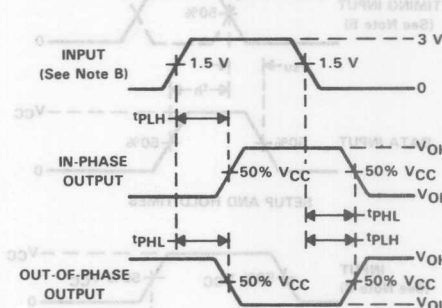 INPUT
(See Note B)
3 V
1.5 V
1.5 V
0
tPLH
IN-PHASE
OUTPUT
VOH
50% VCC
50% VCC
VOL
tPHL
tPHL
tPLH
OUT-OF-PHASE
OUTPUT
VOH
50% VCC
50% VCC
VOL